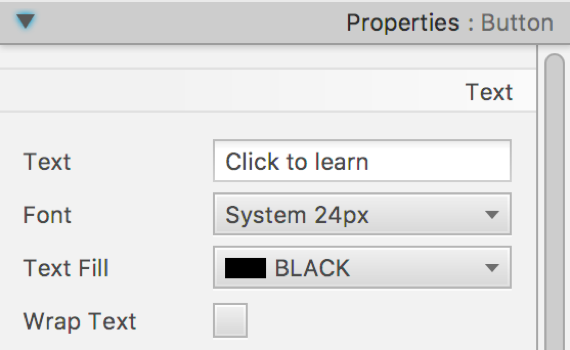 Properties : Button
Text
Text Click to learn
Font System 24px
Text Fill BLACK
Wrap Text